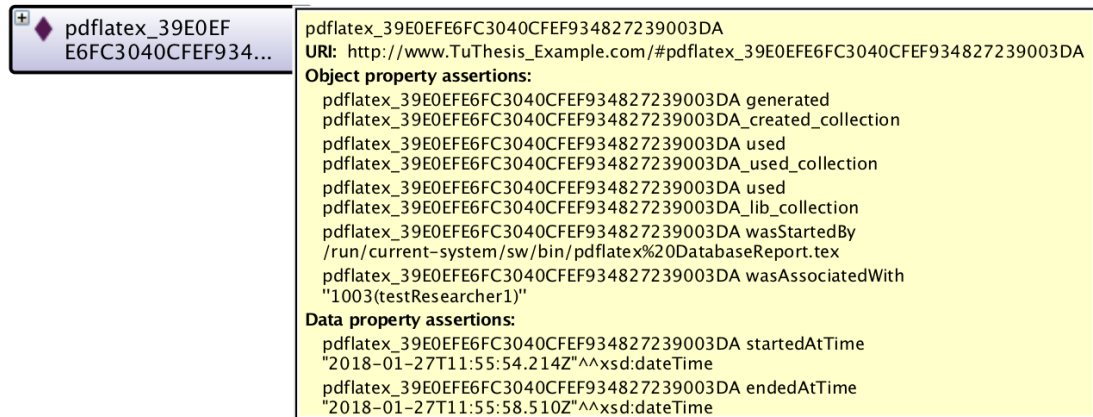 pdflatex_39E0EF
E6FC3040CFEF934...
pdflatex_39E0EFE6FC3040CFEF934827239003DA
URI: http://www.TuThesis_Example.com/#pdflatex_39E0EFE6FC3040CFEF934827239003DA
Object property assertions:
pdflatex_39E0EFE6FC3040CFEF934827239003DA generated
pdflatex_39E0EFE6FC3040CFEF934827239003DA_created_collection
pdflatex_39E0EFE6FC3040CFEF934827239003DA used
pdflatex_39E0EFE6FC3040CFEF934827239003DA_used_collection
pdflatex_39E0EFE6FC3040CFEF934827239003DA used
pdflatex_39E0EFE6FC3040CFEF934827239003DA_lib_collection
pdflatex_39E0EFE6FC3040CFEF934827239003DA wasStartedBy
/run/current-system/sw/bin/pdflatex%20DatabaseReport.tex
pdflatex_39E0EFE6FC3040CFEF934827239003DA wasAssociatedWith
"1003(testResearcher1)"
Data property assertions:
pdflatex_39E0EFE6FC3040CFEF934827239003DA startedAtTime
"2018-01-27T11:55:54.214Z"^^xsd:dateTime
pdflatex_39E0EFE6FC3040CFEF934827239003DA endedAtTime
"2018-01-27T11:55:58.510Z"^^xsd:dateTime